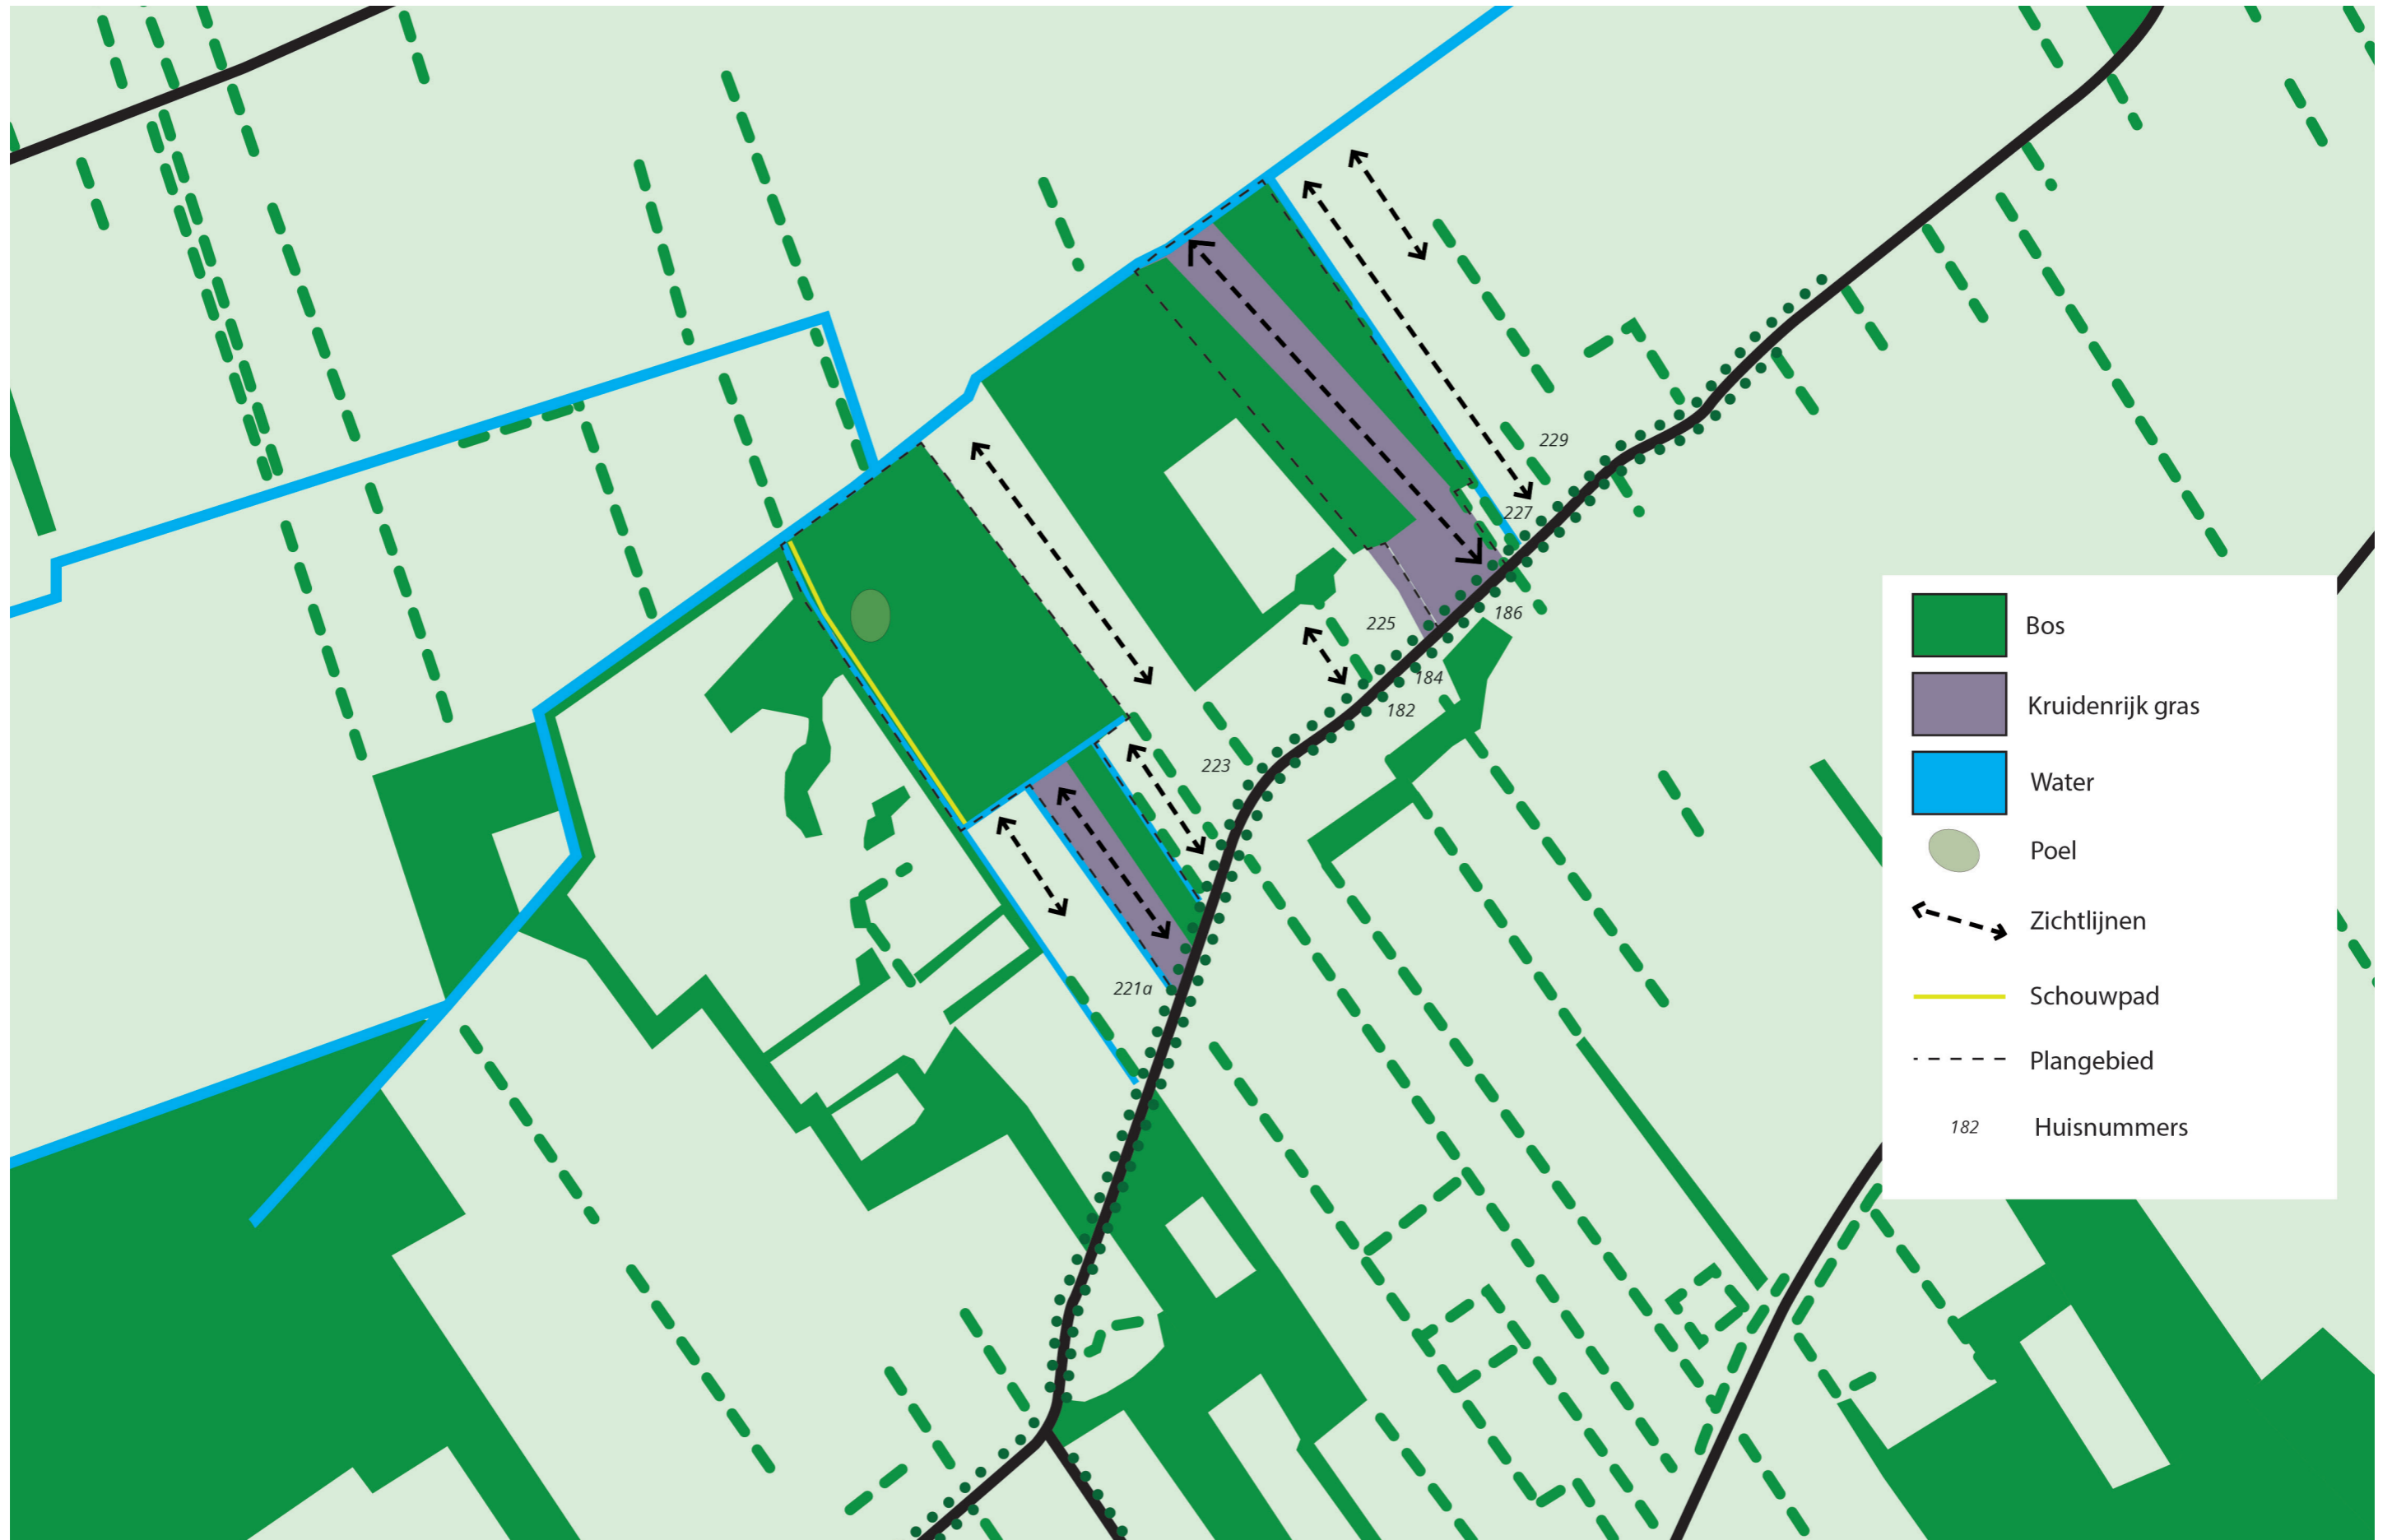 229
227
186
225
184
182
223
221a
Bos
Kruidenrijk gras
Water
Poel
Zichtlijnen
Schouwpad
Plangebied
182 Huisnummers